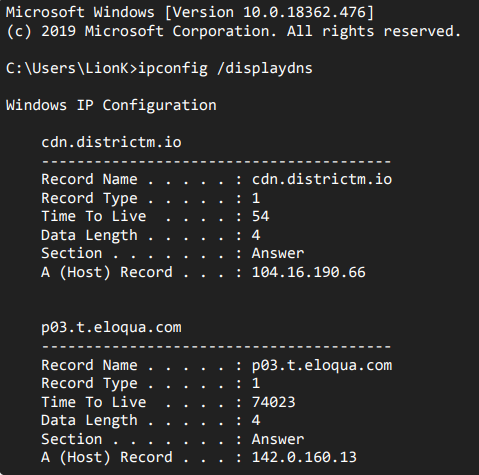 Microsoft Windows [Version 10.0.18362.476]
(c) 2019 Microsoft Corporation. All rights reserved.
C:\Users\LionK>ipconfig /displaydns
Windows IP Configuration
cdn.districtm.io
----------------------------------------
Record Name . . . . . : cdn.districtm.io
Record Type . . . . . : 1
Time To Live  . . . . : 54
Data Length . . . . . : 4
Section . . . . . . . : Answer
A (Host) Record . . . : 104.16.190.66
p03.t.eloqua.com
----------------------------------------
Record Name . . . . . : p03.t.eloqua.com
Record Type . . . . . : 1
Time To Live  . . . . : 74023
Data Length . . . . . : 4
Section . . . . . . . : Answer
A (Host) Record . . . : 142.0.160.13